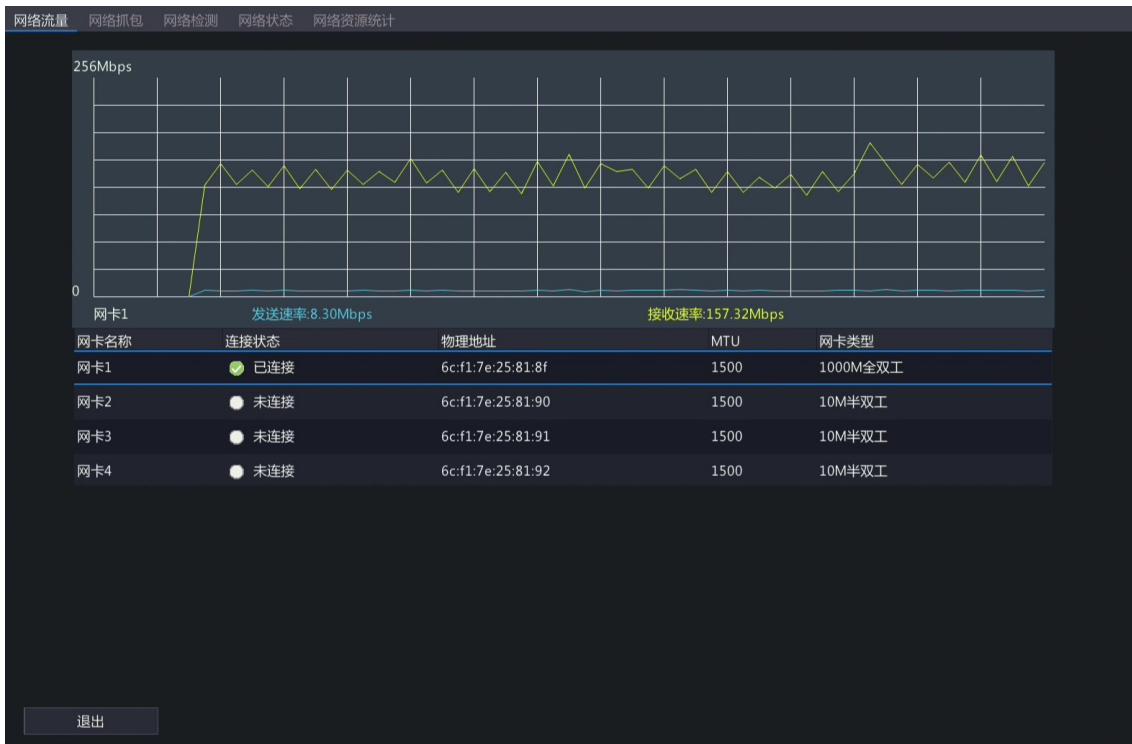 网络流量 网络抓包 网络检测 网络状态 网络资源统计
256Mbps
0
网卡1 发送速率:8.30Mbps 接收速率:157.32Mbps
网卡名称 连接状态 物理地址 MTU 网卡类型
网卡1 已连接 6c:f1:7e:25:81:8f 1500 1000M全双工
网卡2 未连接 6c:f1:7e:25:81:90 1500 10M半双工
网卡3 未连接 6c:f1:7e:25:81:91 1500 10M半双工
网卡4 未连接 6c:f1:7e:25:81:92 1500 10M半双工
退出